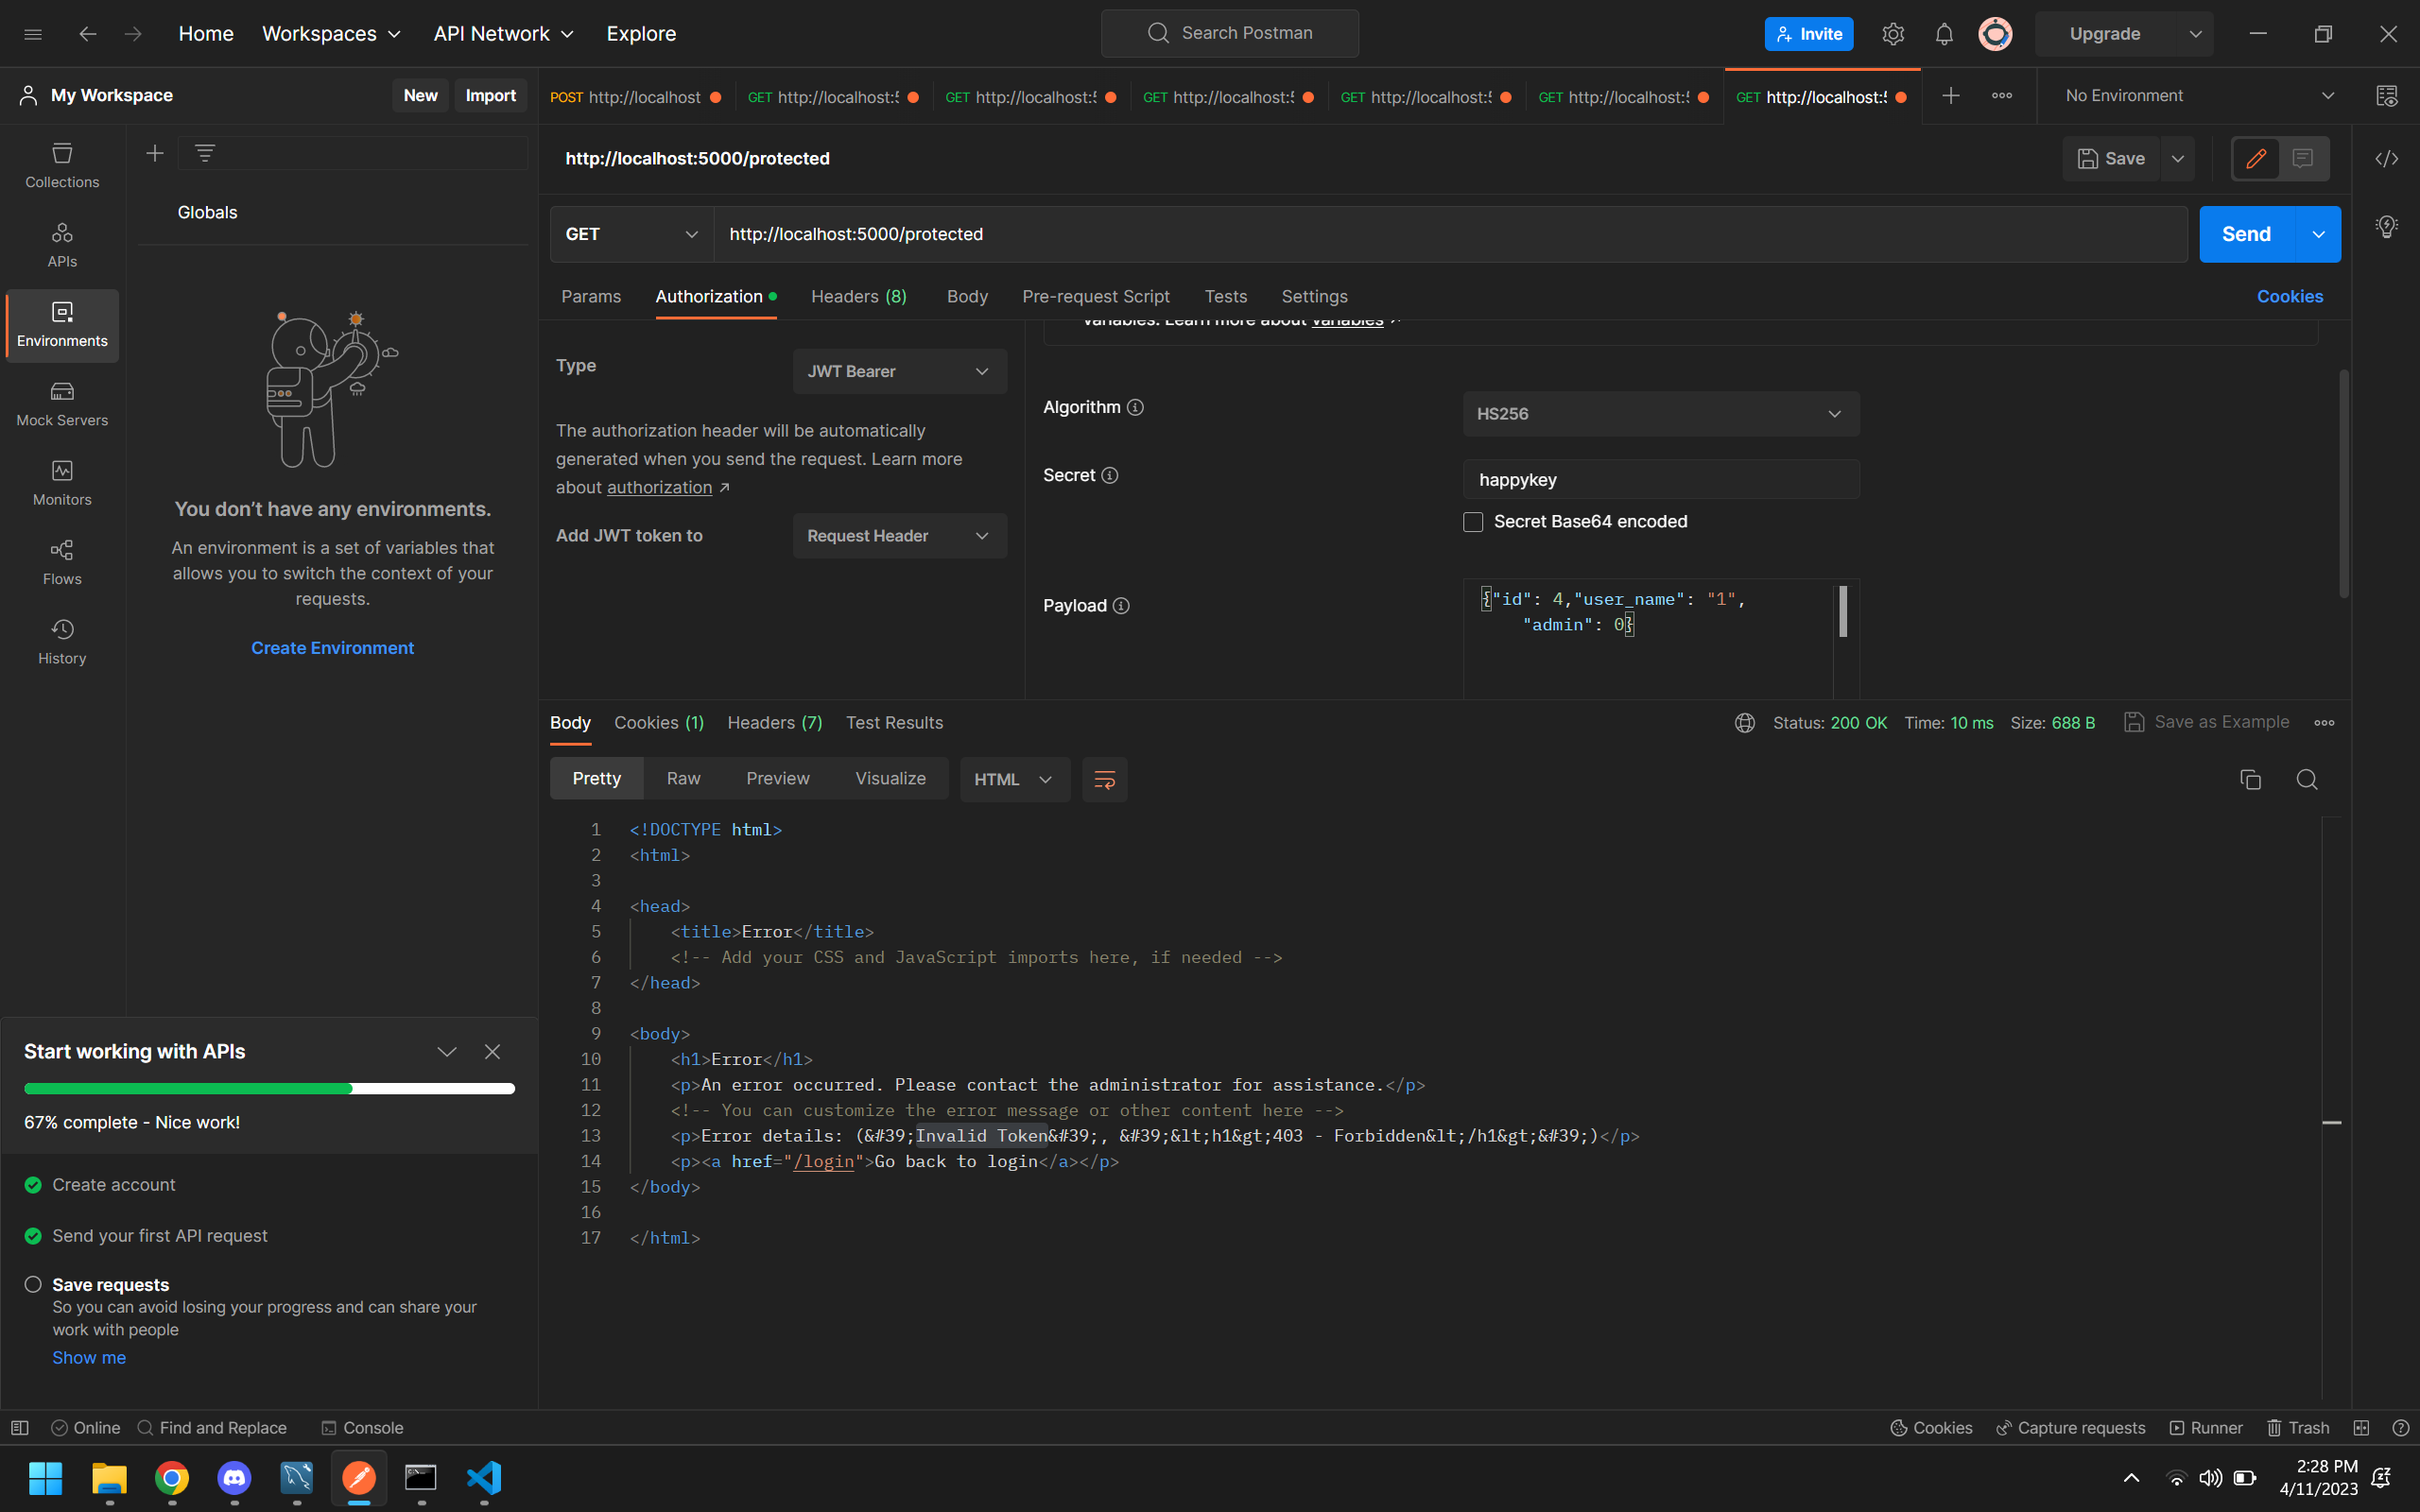 Home
Workspaces
API Network
Explore
Search Postman
Invite
Upgrade
My Workspace
New
Import
POST http://localhost
GET http://localhost:5
GET http://localhost:5
GET http://localhost:5
GET http://localhost:5
GET http://localhost:5
GET http://localhost:5
No Environment
Collections
APIs
Environments
Mock Servers
Monitors
Flows
History
Globals
You don't have any environments.
An environment is a set of variables that
allows you to switch the context of your
requests.
Create Environment
http://localhost:5000/protected
Save
GET
http://localhost:5000/protected
Send
Params
Authorization
Headers (8)
Body
Pre-request Script
Tests
Settings
Cookies
variables. Learn more about variables ↗
Type
JWT Bearer
The authorization header will be automatically
generated when you send the request. Learn more
about authorization ↗
Add JWT token to
Request Header
Algorithm
HS256
Secret
happykey
Secret Base64 encoded
Payload
{"id": 4,"user_name": "1",
"admin": 0}
Body
Cookies (1)
Headers (7)
Test Results
Status: 200 OK
Time: 10 ms
Size: 688 B
Save as Example
Pretty
Raw
Preview
Visualize
HTML
1 <!DOCTYPE html>
2 <html>
3
4 <head>
5 <title>Error</title>
6 <!-- Add your CSS and JavaScript imports here, if needed -->
7 </head>
8
9 <body>
10 <h1>Error</h1>
11 <p>An error occurred. Please contact the administrator for assistance.</p>
12 <!-- You can customize the error message or other content here -->
13 <p>Error details: (&#39;Invalid Token&#39;, &#39;&lt;h1&gt;403 - Forbidden&lt;/h1&gt;&#39;)</p>
14 <p><a href="/login">Go back to login</a></p>
15 </body>
16
17 </html>
Start working with APIs
67% complete - Nice work!
Create account
Send your first API request
Save requests
So you can avoid losing your progress and can share your
work with people
Show me
Online
Find and Replace
Console
Cookies
Capture requests
Runner
Trash
2:28 PM
4/11/2023